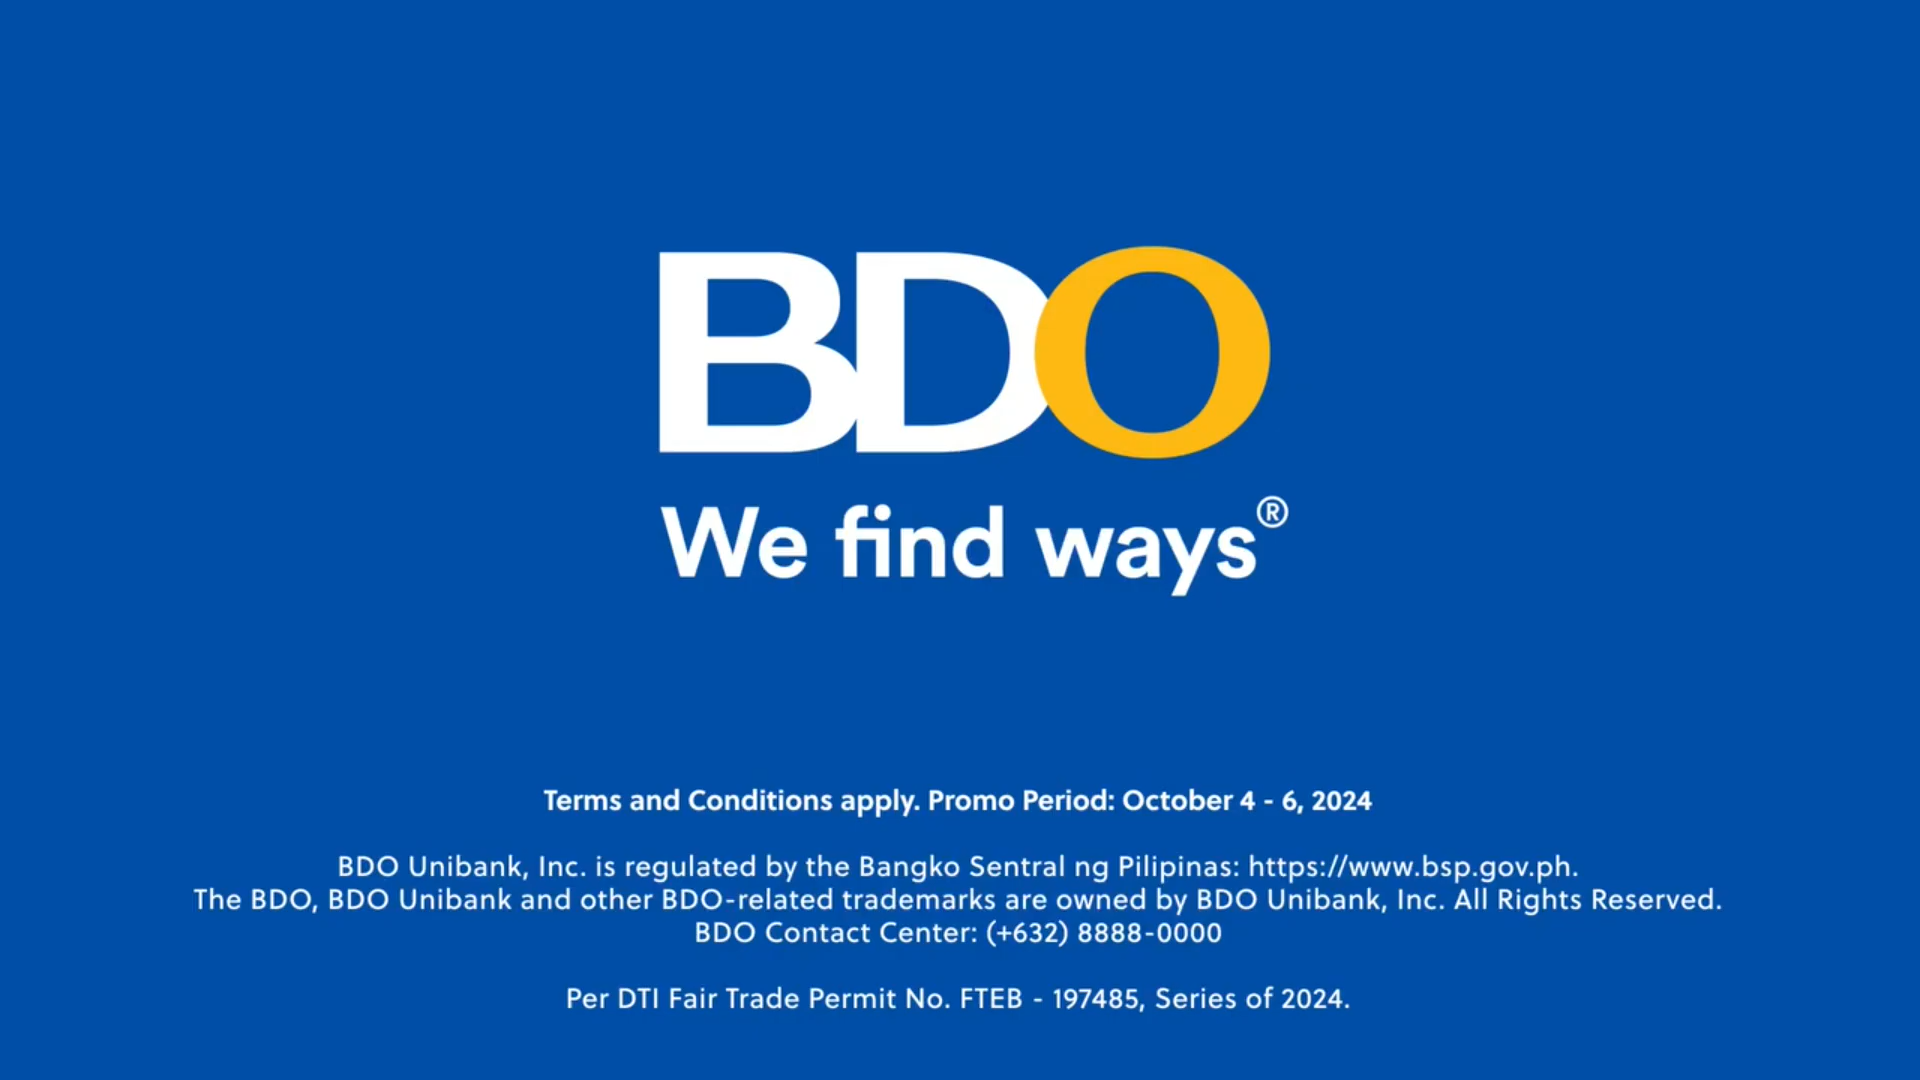 BDO
We find ways®
Terms and Conditions apply. Promo Period: October 4 - 6, 2024
BDO Unibank, Inc. is regulated by the Bangko Sentral ng Pilipinas: https://www.bsp.gov.ph.
The BDO, BDO Unibank and other BDO-related trademarks are owned by BDO Unibank, Inc. All Rights Reserved.
BDO Contact Center: (+632) 8888-0000
Per DTI Fair Trade Permit No. FTEB - 197485, Series of 2024.